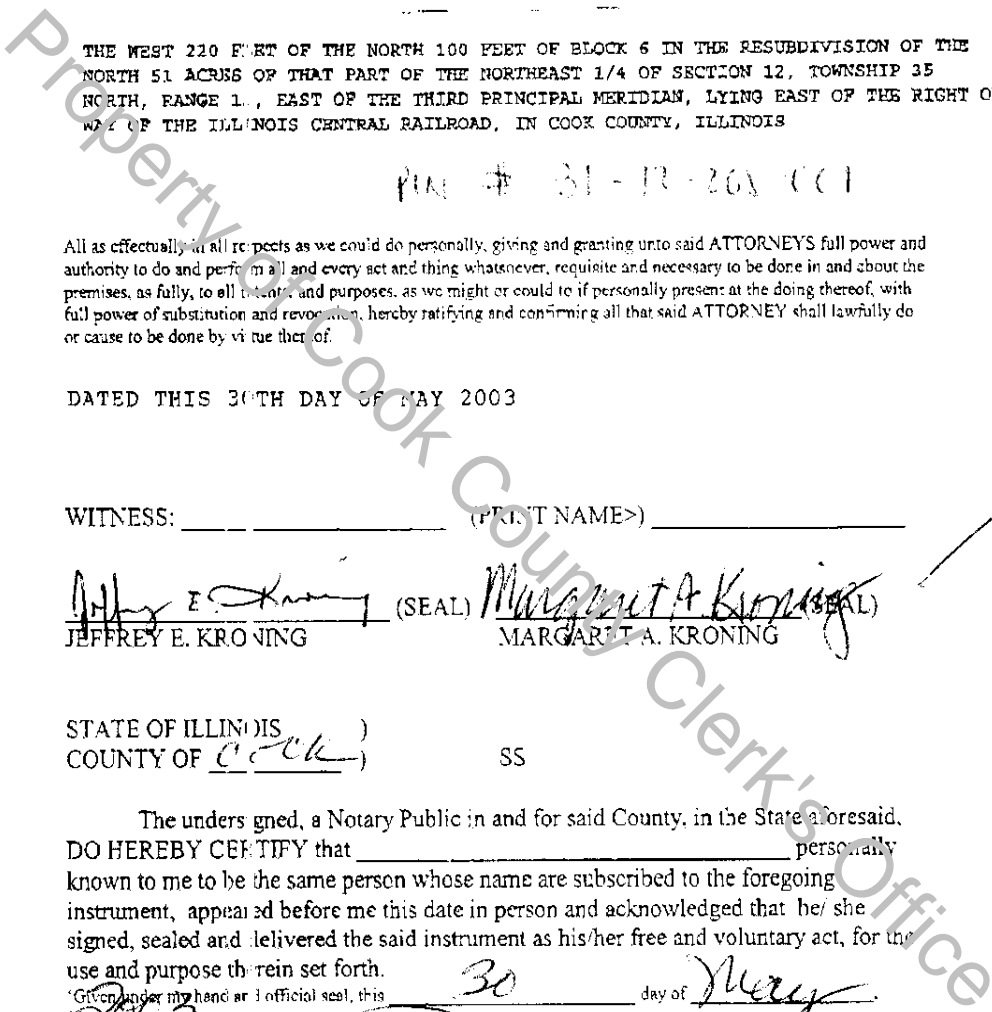 THE WEST 220 FEET OF THE NORTH 100 FEET OF BLOCK 6 IN THE RESUBDIVISION OF THE
NORTH 51 ACRES OF THAT PART OF THE NORTHEAST 1/4 OF SECTION 12, TOWNSHIP 35
NORTH, RANGE 1 , EAST OF THE THIRD PRINCIPAL MERIDIAN, LYING EAST OF THE RIGHT O
WAY OF THE ILLINOIS CENTRAL RAILROAD, IN COOK COUNTY, ILLINOIS
PIN # 31-12-
All as effectually in all respects as we could do personally, giving and granting unto said ATTORNEYS full power and
authority to do and perform all and every act and thing whatsoever, requisite and necessary to be done in and about the
premises, as fully, to all intents and purposes, as we might or could to if personally present at the doing thereof, with
full power of substitution and revocation, hereby ratifying and confirming all that said ATTORNEY shall lawfully do
or cause to be done by virtue thereof.
DATED THIS 30TH DAY OF MAY 2003
WITNESS: (PRINT NAME>)
Jeffrey E. Kroning (SEAL) Margaret A. Kroning (SEAL)
JEFFREY E. KRONING MARGARET A. KRONING
STATE OF ILLINOIS )
COUNTY OF COOK ) SS
The undersigned, a Notary Public in and for said County, in the State aforesaid,
DO HEREBY CERTIFY that personally
known to me to be the same person whose name are subscribed to the foregoing
instrument, appeared before me this date in person and acknowledged that he/ she
signed, sealed and delivered the said instrument as his/her free and voluntary act, for the
use and purpose therein set forth.
Given under my hand and official seal, this 30 day of May
Property of Cook County Clerk's Office